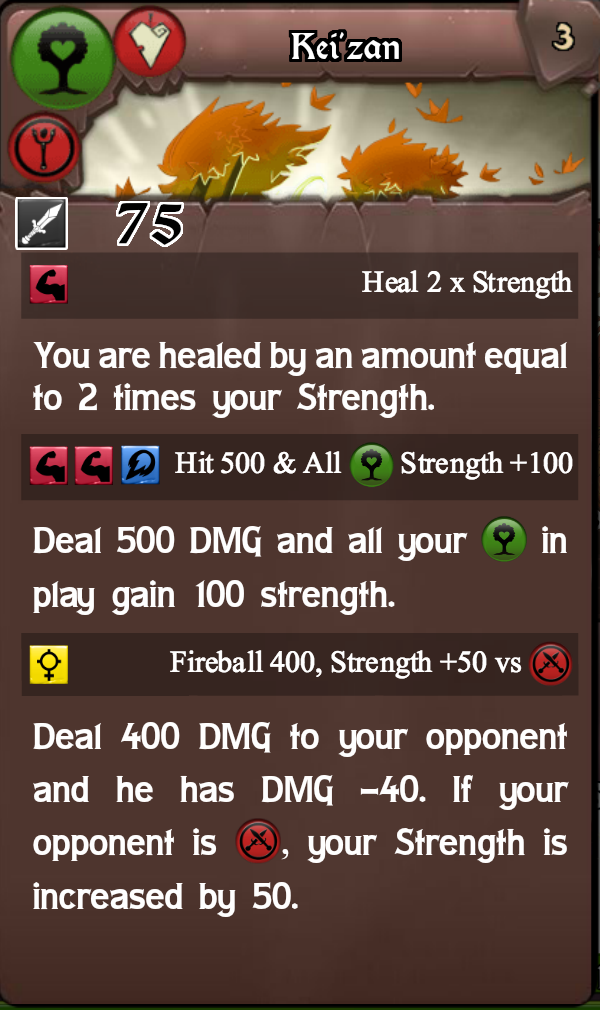 Kei'zan
3
75
Heal 2 x Strength
You are healed by an amount equal
to 2 times your Strength.
Hit 500 & All Strength +100
Deal 500 DMG and all your in
play gain 100 strength.
Fireball 400, Strength +50 vs
Deal 400 DMG to your opponent
and he has DMG –40. If your
opponent is , your Strength is
increased by 50.